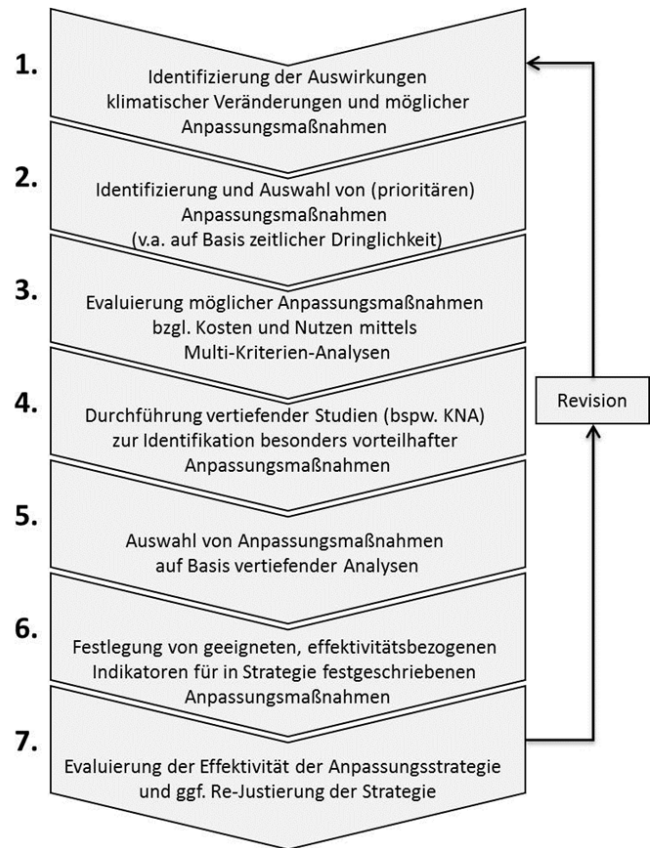 1.
Identifizierung der Auswirkungen
klimatischer Veränderungen und möglicher
Anpassungsmaßnahmen
2.
Identifizierung und Auswahl von (prioritären)
Anpassungsmaßnahmen
(v.a. auf Basis zeitlicher Dringlichkeit)
3.
Evaluierung möglicher Anpassungsmaßnahmen
bzgl. Kosten und Nutzen mittels
Multi-Kriterien-Analysen
4.
Durchführung vertiefender Studien (bspw. KNA)
zur Identifikation besonders vorteilhafter
Anpassungsmaßnahmen
5.
Auswahl von Anpassungsmaßnahmen
auf Basis vertiefender Analysen
6.
Festlegung von geeigneten, effektivitätsbezogenen
Indikatoren für in Strategie festgeschriebenen
Anpassungsmaßnahmen
7.
Evaluierung der Effektivität der Anpassungsstrategie
und ggf. Re-Justierung der Strategie
Revision